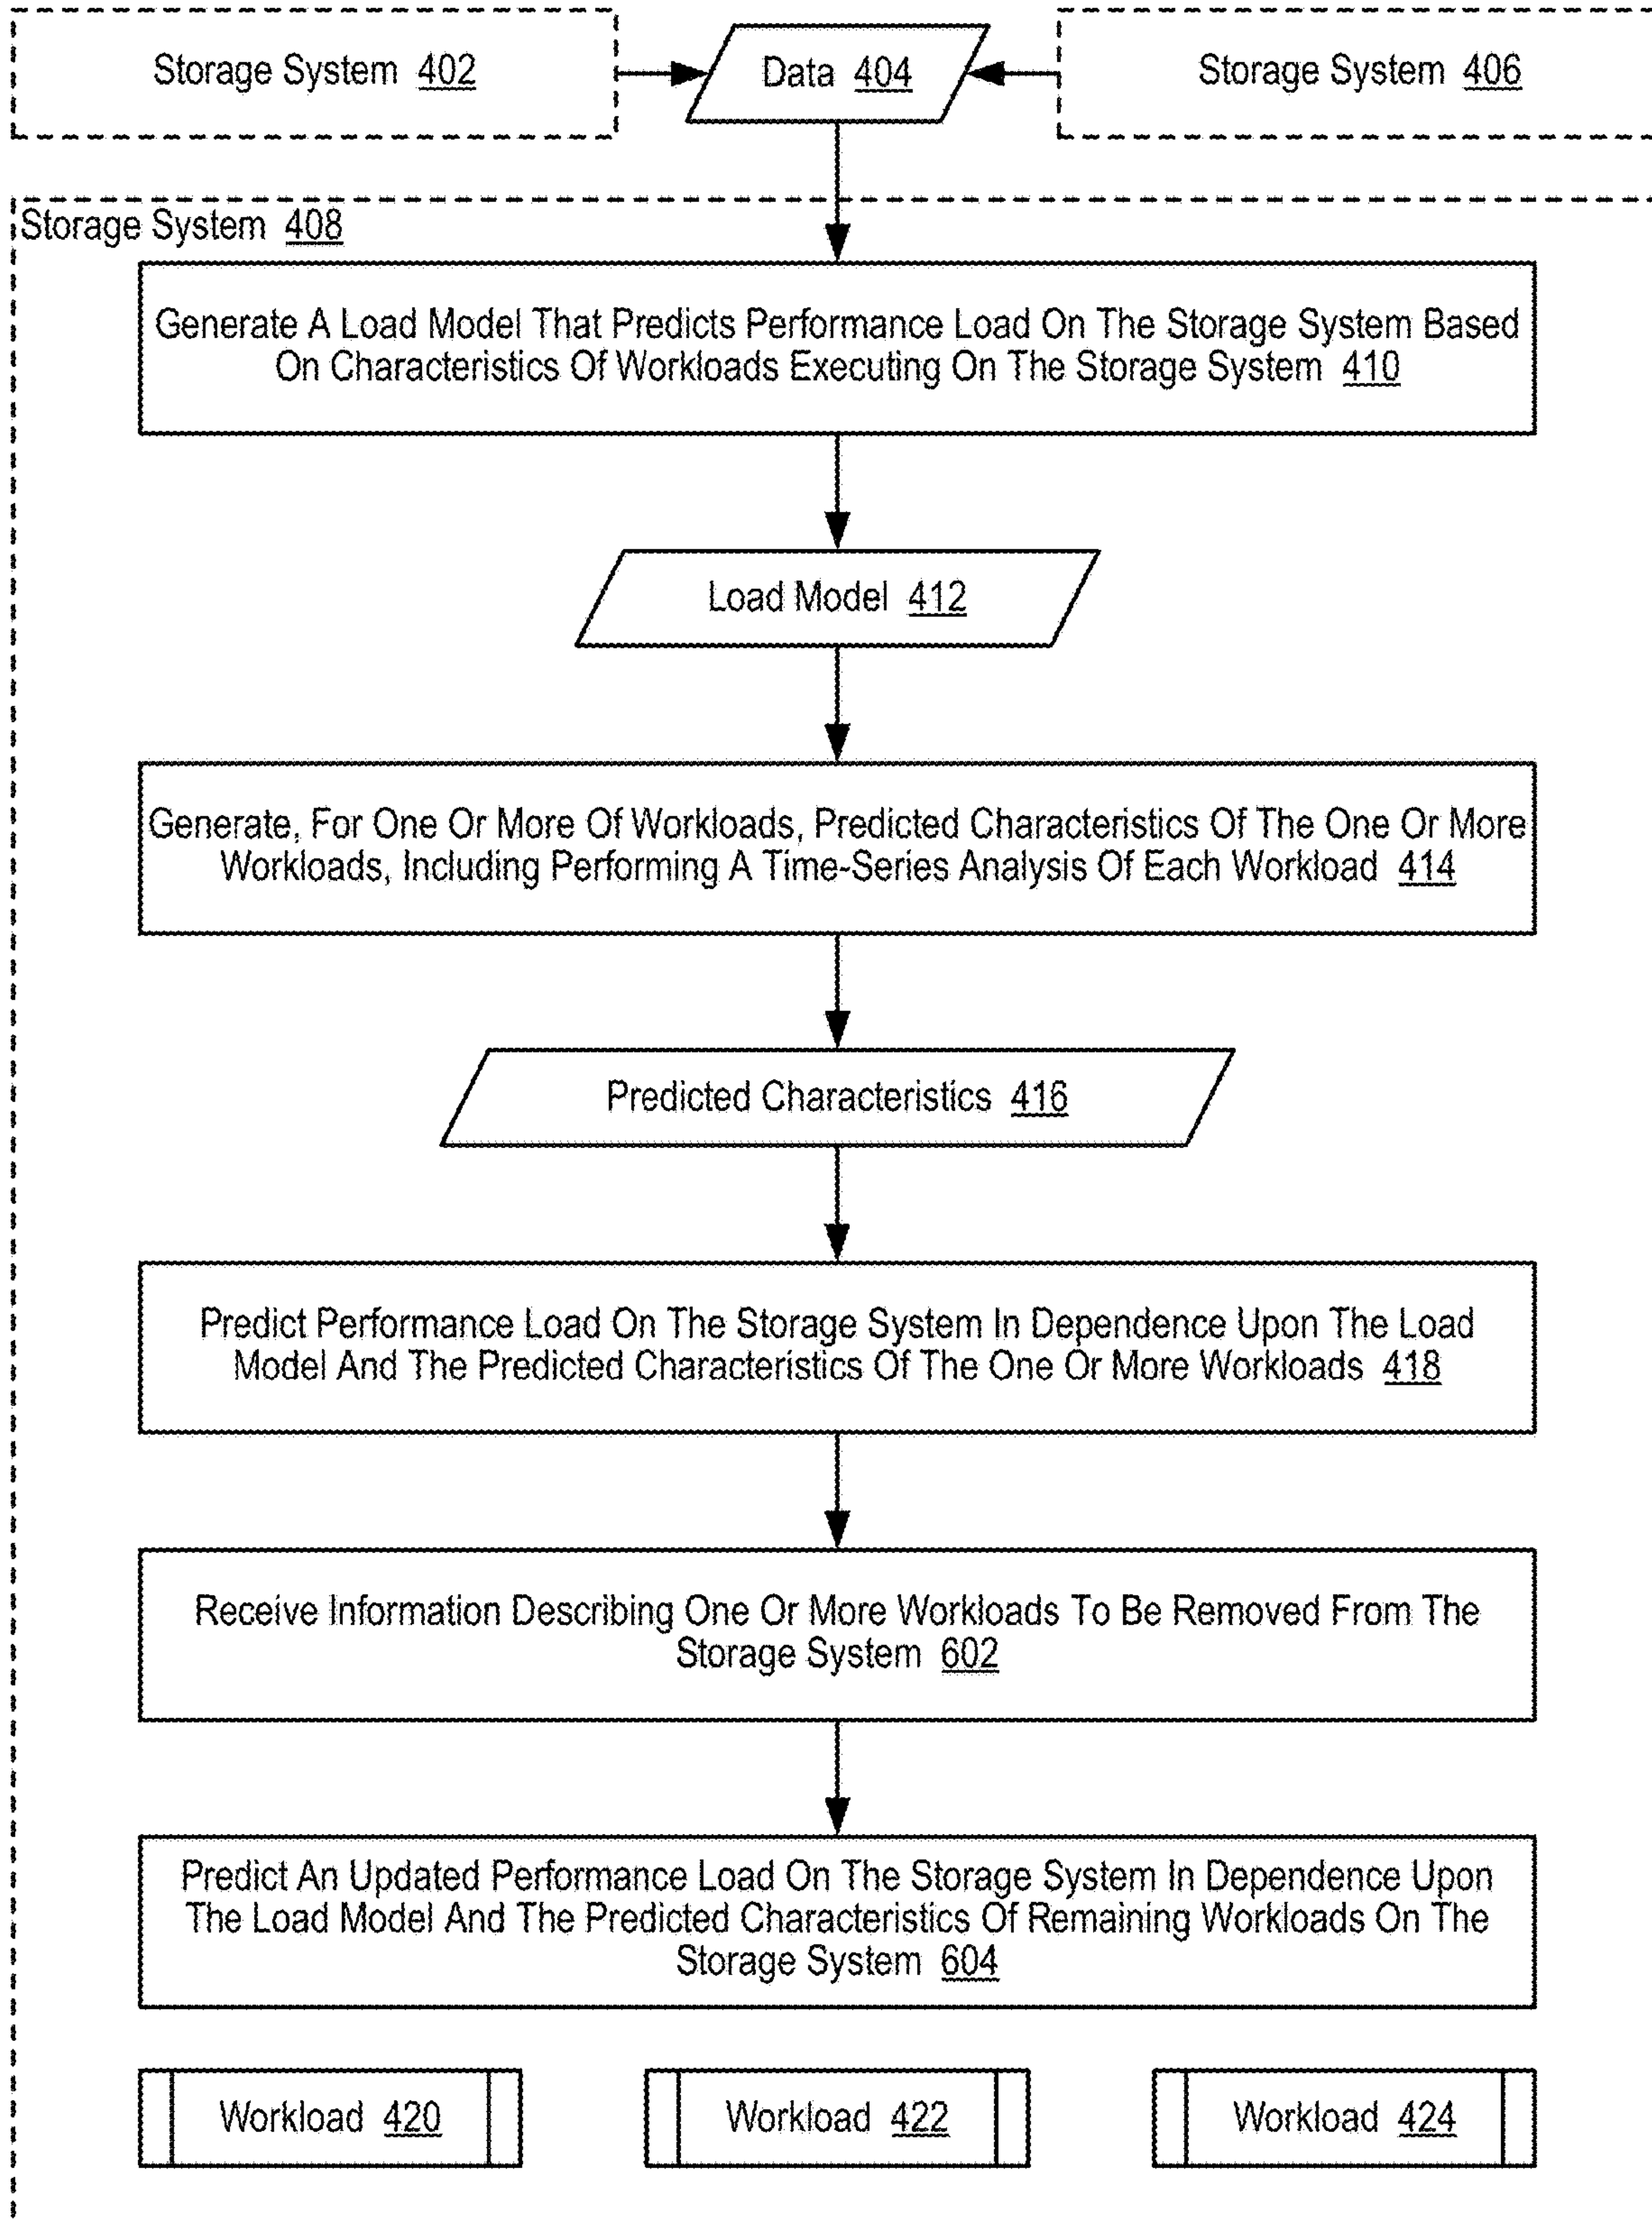 Storage System 402
Data 404
Storage System 406
Storage System 408
Generate A Load Model That Predicts Performance Load On The Storage System Based
On Characteristics Of Workloads Executing On The Storage System 410
Load Model 412
Generate, For One Or More Of Workloads, Predicted Characteristics Of The One Or More
Workloads, Including Performing A Time-Series Analysis Of Each Workload 414
Predicted Characteristics 416
Predict Performance Load On The Storage System In Dependence Upon The Load
Model And The Predicted Characteristics Of The One Or More Workloads 418
Receive Information Describing One Or More Workloads To Be Removed From The
Storage System 602
Predict An Updated Performance Load On The Storage System In Dependence Upon
The Load Model And The Predicted Characteristics Of Remaining Workloads On The
Storage System 604
Workload 420
Workload 422
Workload 424